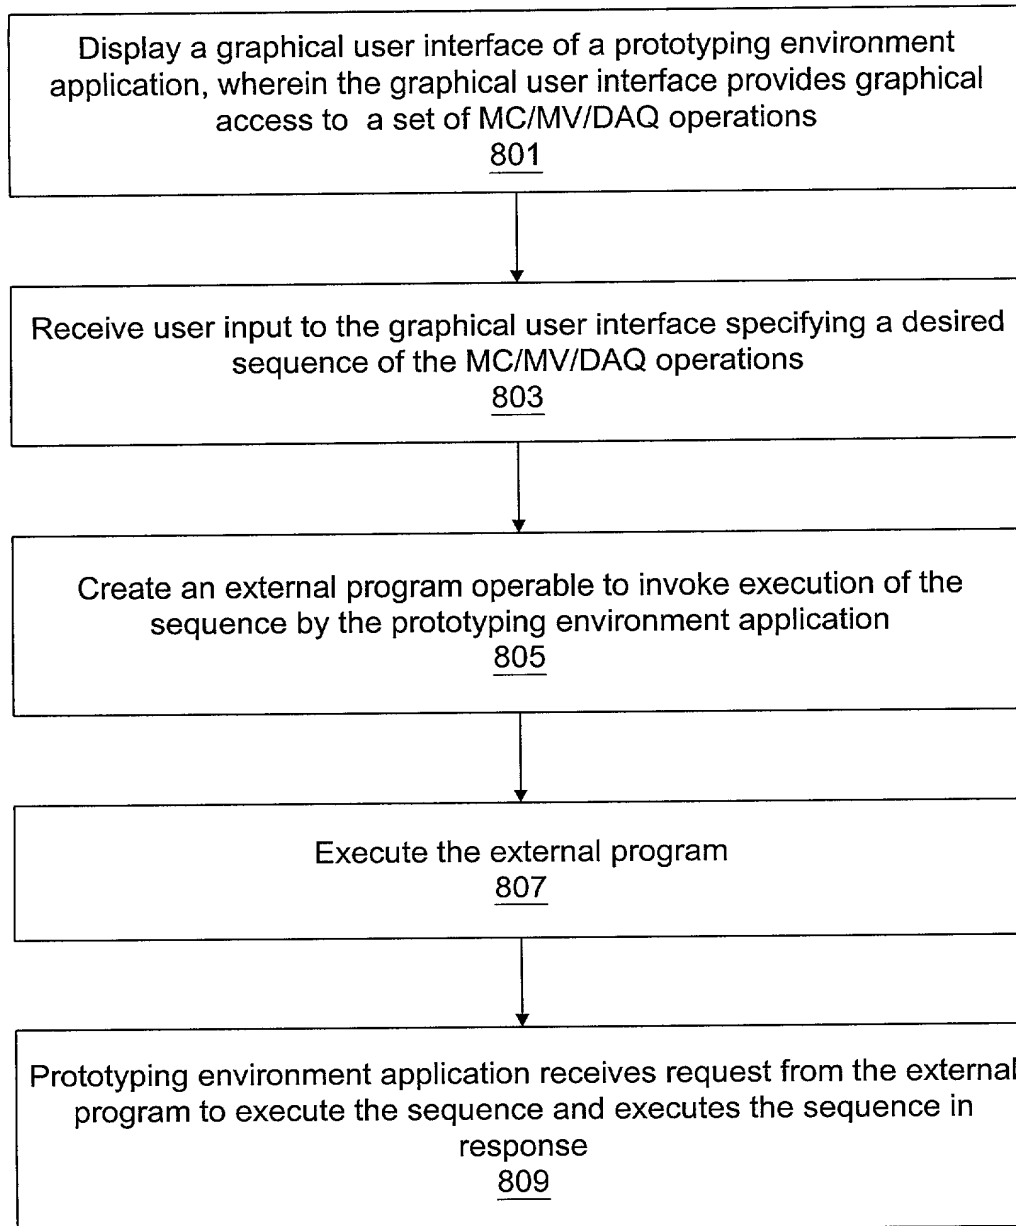 Display a graphical user interface of a prototyping environment
application, wherein the graphical user interface provides graphical
access to a set of MC/MV/DAQ operations
801
Receive user input to the graphical user interface specifying a desired
sequence of the MC/MV/DAQ operations
803
Create an external program operable to invoke execution of the
sequence by the prototyping environment application
805
Execute the external program
807
Prototyping environment application receives request from the external
program to execute the sequence and executes the sequence in
response
809